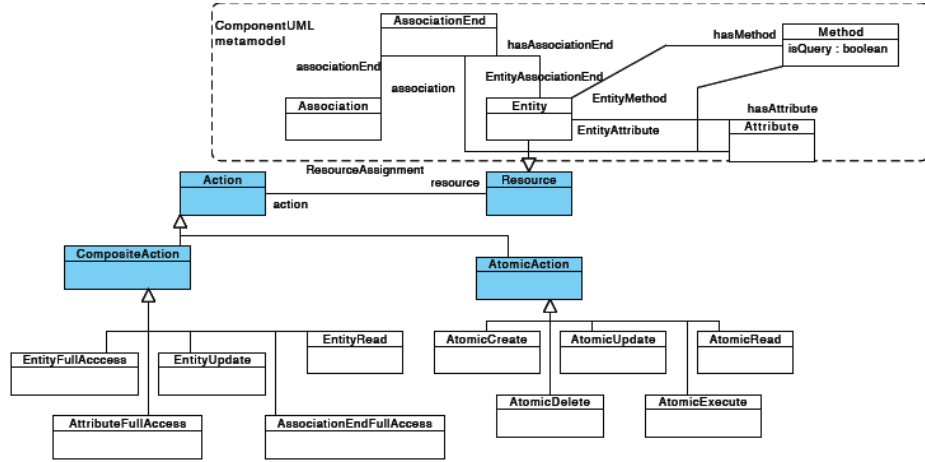 ComponentUML
metamodel
AssociationEnd
hasMethod
Method
isQuery : boolean
hasAssociationEnd
associationEnd
association
EntityAssociationEnd
Association
Entity
EntityMethod
hasAttribute
EntityAttribute
Attribute
ResourceAssignment
Action
resource
Resource
action
CompositeAction
AtomicAction
EntityRead
AtomicCreate
AtomicUpdate
AtomicRead
EntityFullAcccess
EntityUpdate
AtomicDelete
AtomicExecute
AttributeFullAccess
AssociationEndFullAccess